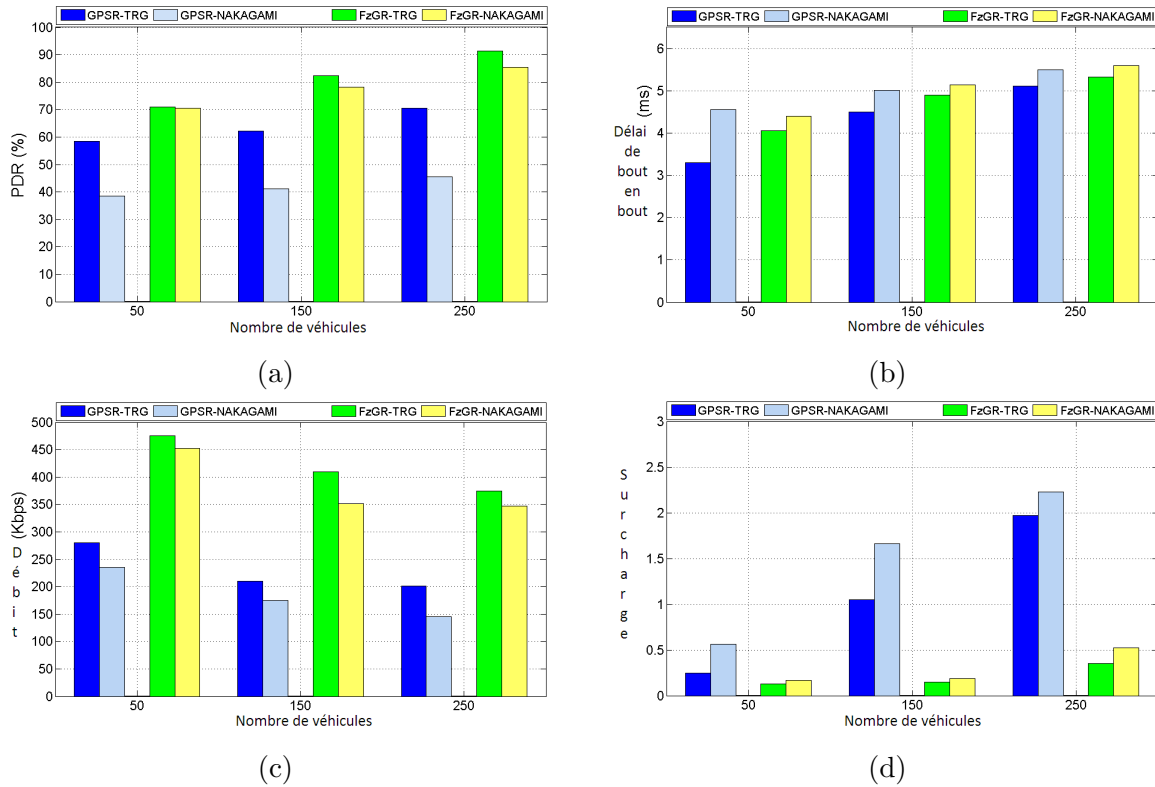 GPSR-TRG GPSR-NAKAGAMI FzGR-TRG FzGR-NAKAGAMI
PDR (%)
100
90
80
70
60
50
40
30
20
10
0
50 150 250
Nombre de véhicules
(a)
GPSR-TRG GPSR-NAKAGAMI FzGR-TRG FzGR-NAKAGAMI
(ms)
Délai
de
bout
en
bout
6
5
4
3
2
1
0
50 150 250
Nombre de véhicules
(b)
GPSR-TRG GPSR-NAKAGAMI FzGR-TRG FzGR-NAKAGAMI
Débit (Kbps)
500
450
400
350
300
250
200
150
100
50
0
50 150 250
Nombre de véhicules
(c)
GPSR-TRG GPSR-NAKAGAMI FzGR-TRG FzGR-NAKAGAMI
Surcharge
3
2.5
2
1.5
1
0.5
0
50 150 250
Nombre de véhicules
(d)